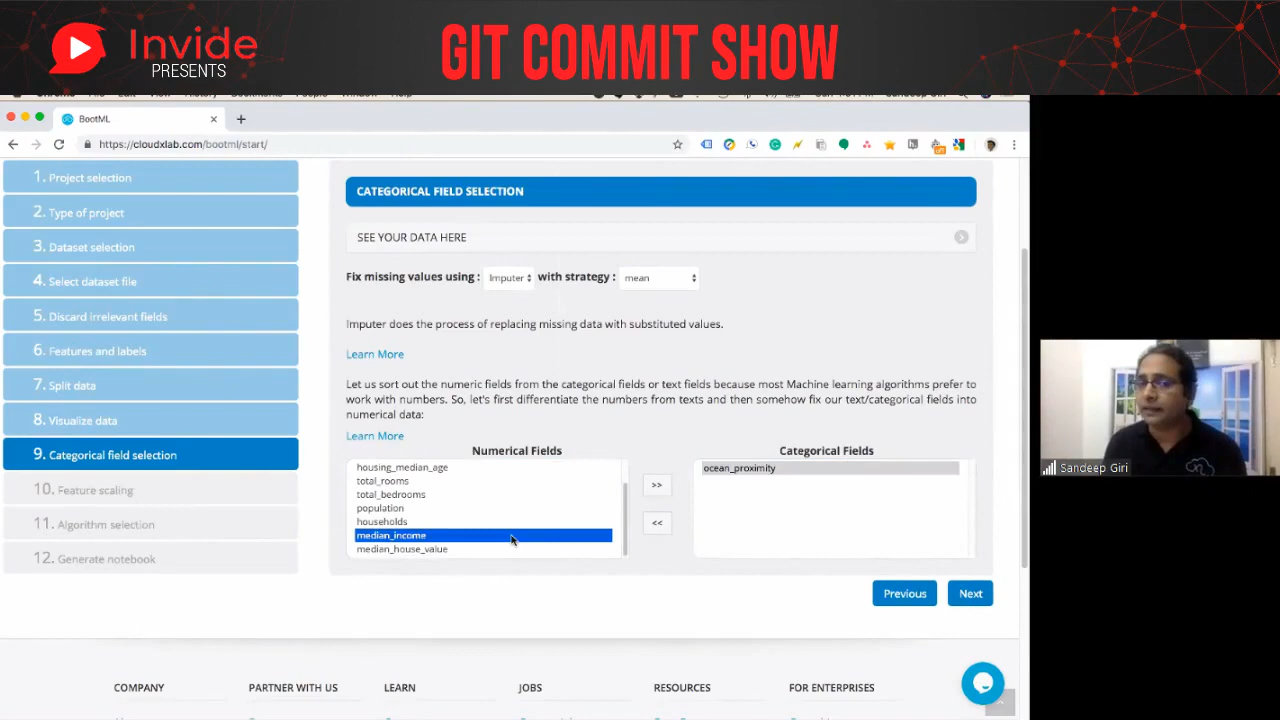 Invide
PRESENTS
GIT COMMIT SHOW
BootML
https://cloudxlab.com/bootml/start/
1. Project selection
2. Type of project
3. Dataset selection
4. Select dataset file
5. Discard irrelevant fields
6. Features and labels
7. Split data
8. Visualize data
9. Categorical field selection
10. Feature scaling
11. Algorithm selection
12. Generate notebook
CATEGORICAL FIELD SELECTION
SEE YOUR DATA HERE
Fix missing values using : Imputer with strategy : mean
Imputer does the process of replacing missing data with substituted values.
Learn More
Let us sort out the numeric fields from the categorical fields or text fields because most Machine learning algorithms prefer to
work with numbers. So, let's first differentiate the numbers from texts and then somehow fix our text/categorical fields into
numerical data:
Learn More
Numerical Fields
housing_median_age
total_rooms
total_bedrooms
population
households
median_income
median_house_value
>>
<<
Categorical Fields
ocean_proximity
Previous
Next
Sandeep Giri
COMPANY
PARTNER WITH US
LEARN
JOBS
RESOURCES
FOR ENTERPRISES